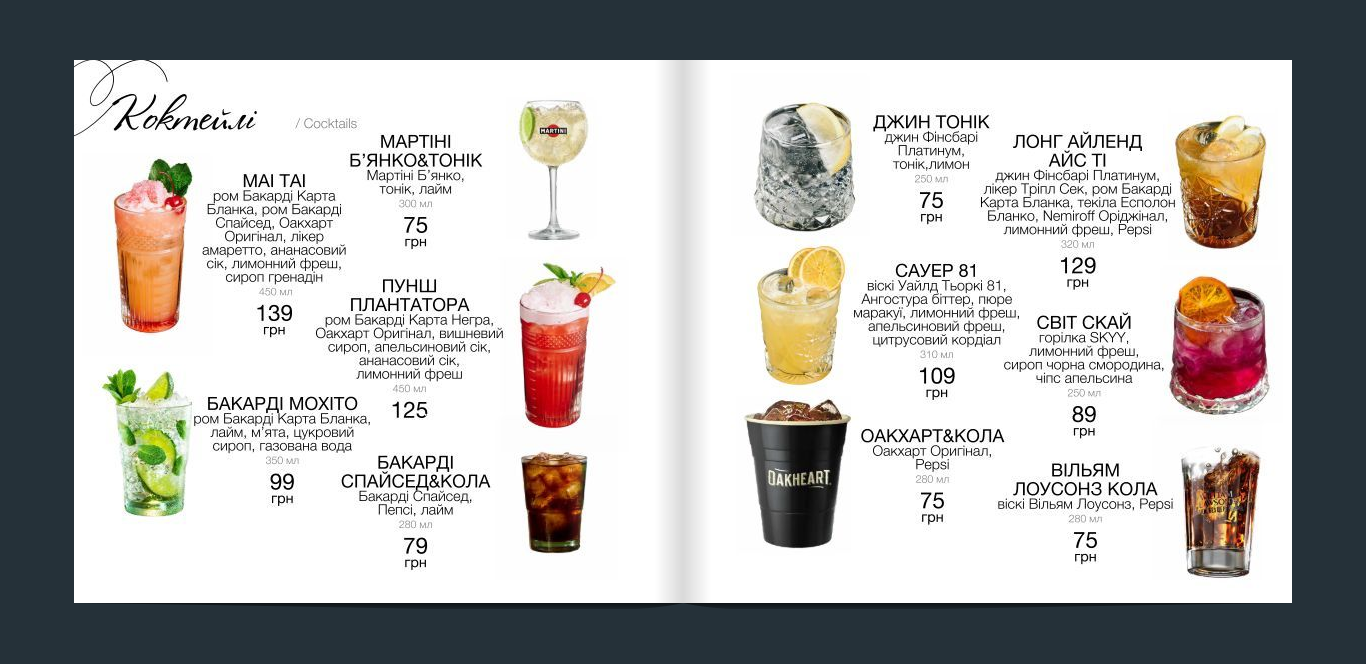 Коктейлі
/ Cocktails
МАІ ТАІ
ром Бакарді Карта
Бланка, ром Бакарді
Спайсед, Оакхарт
Оригінал, лікер
амаретто, ананасовий
сік, лимонний фреш,
сироп гренадін
450 мл
139
грн
БАКАРДІ МОХІТО
ром Бакарді Карта Бланка,
лайм, м'ята, цукровий
сироп, газована вода
350 мл
99
грн
МАРТІНІ
Б'ЯНКО&ТОНІК
Мартіні Б'янко,
тонік, лайм
300 мл
75
грн
MARTINI
ПУНШ
ПЛАНТАТОРА
ром Бакарді Карта Негра,
Оакхарт Оригінал, вишневий
сироп, апельсиновий сік,
ананасовий сік,
лимонний фреш
450 мл
125
БАКАРДІ
СПАЙСЕД&КОЛА
Бакарді Спайсед,
Пепсі, лайм
280 мл
79
грн
ДЖИН ТОНІК
джин Фінсбарі
Платинум,
тонік,лимон
250 мл
75
грн
САУЕР 81
віскі Уайлд Тьоркі 81,
Ангостура біттер, пюре
маракуї, лимонний фреш,
апельсиновий фреш,
цитрусовий кордіал
310 мл
109
грн
OAKHEART
ОАКХАРТ&КОЛА
Оакхарт Оригінал,
Pepsi
280 мл
75
грн
ЛОНГ АЙЛЕНД
АЙС ТІ
джин Фінсбарі Платинум,
лікер Тріпл Сек, ром Бакарді
Карта Бланка, текіла Есполон
Бланко, Nemiroff Оріджінал,
лимонний фреш, Pepsi
320 мл
129
грн
СВІТ СКАЙ
горілка SKYY,
лимонний фреш,
сироп чорна смородина,
чіпс апельсина
250 мл
89
грн
ВІЛЬЯМ
ЛОУСОНЗ КОЛА
віскі Вільям Лоусонз, Pepsi
280 мл
75
грн